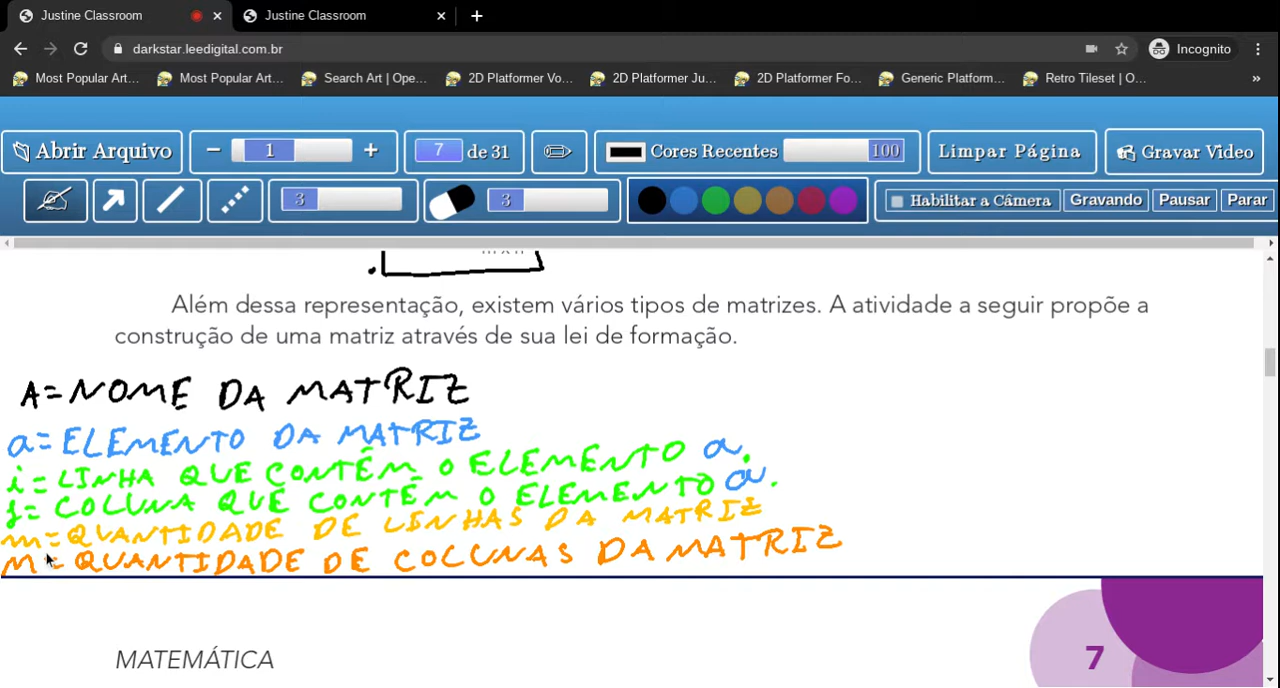 Justine Classroom
Justine Classroom
darkstar.leedigital.com.br
Incognito
Most Popular Art...
Most Popular Art...
Search Art | Ope...
2D Platformer Vo...
2D Platformer Ju...
2D Platformer Fo...
Generic Platform...
Retro Tileset | O...
»
Abrir Arquivo
− 1 +
7 de 31
Cores Recentes 100
Limpar Página
Gravar Video
3
3
Habilitar a Câmera
Gravando
Pausar
Parar
Além dessa representação, existem vários tipos de matrizes. A atividade a seguir propõe a
construção de uma matriz através de sua lei de formação.
A = NOME DA MATRIZ
a = ELEMENTO DA MATRIZ
i = LINHA QUE CONTÉM O ELEMENTO a.
j = COLUNA QUE CONTÉM O ELEMENTO a.
m = QUANTIDADE DE LINHAS DA MATRIZ
n = QUANTIDADE DE COLUNAS DA MATRIZ
MATEMÁTICA
7